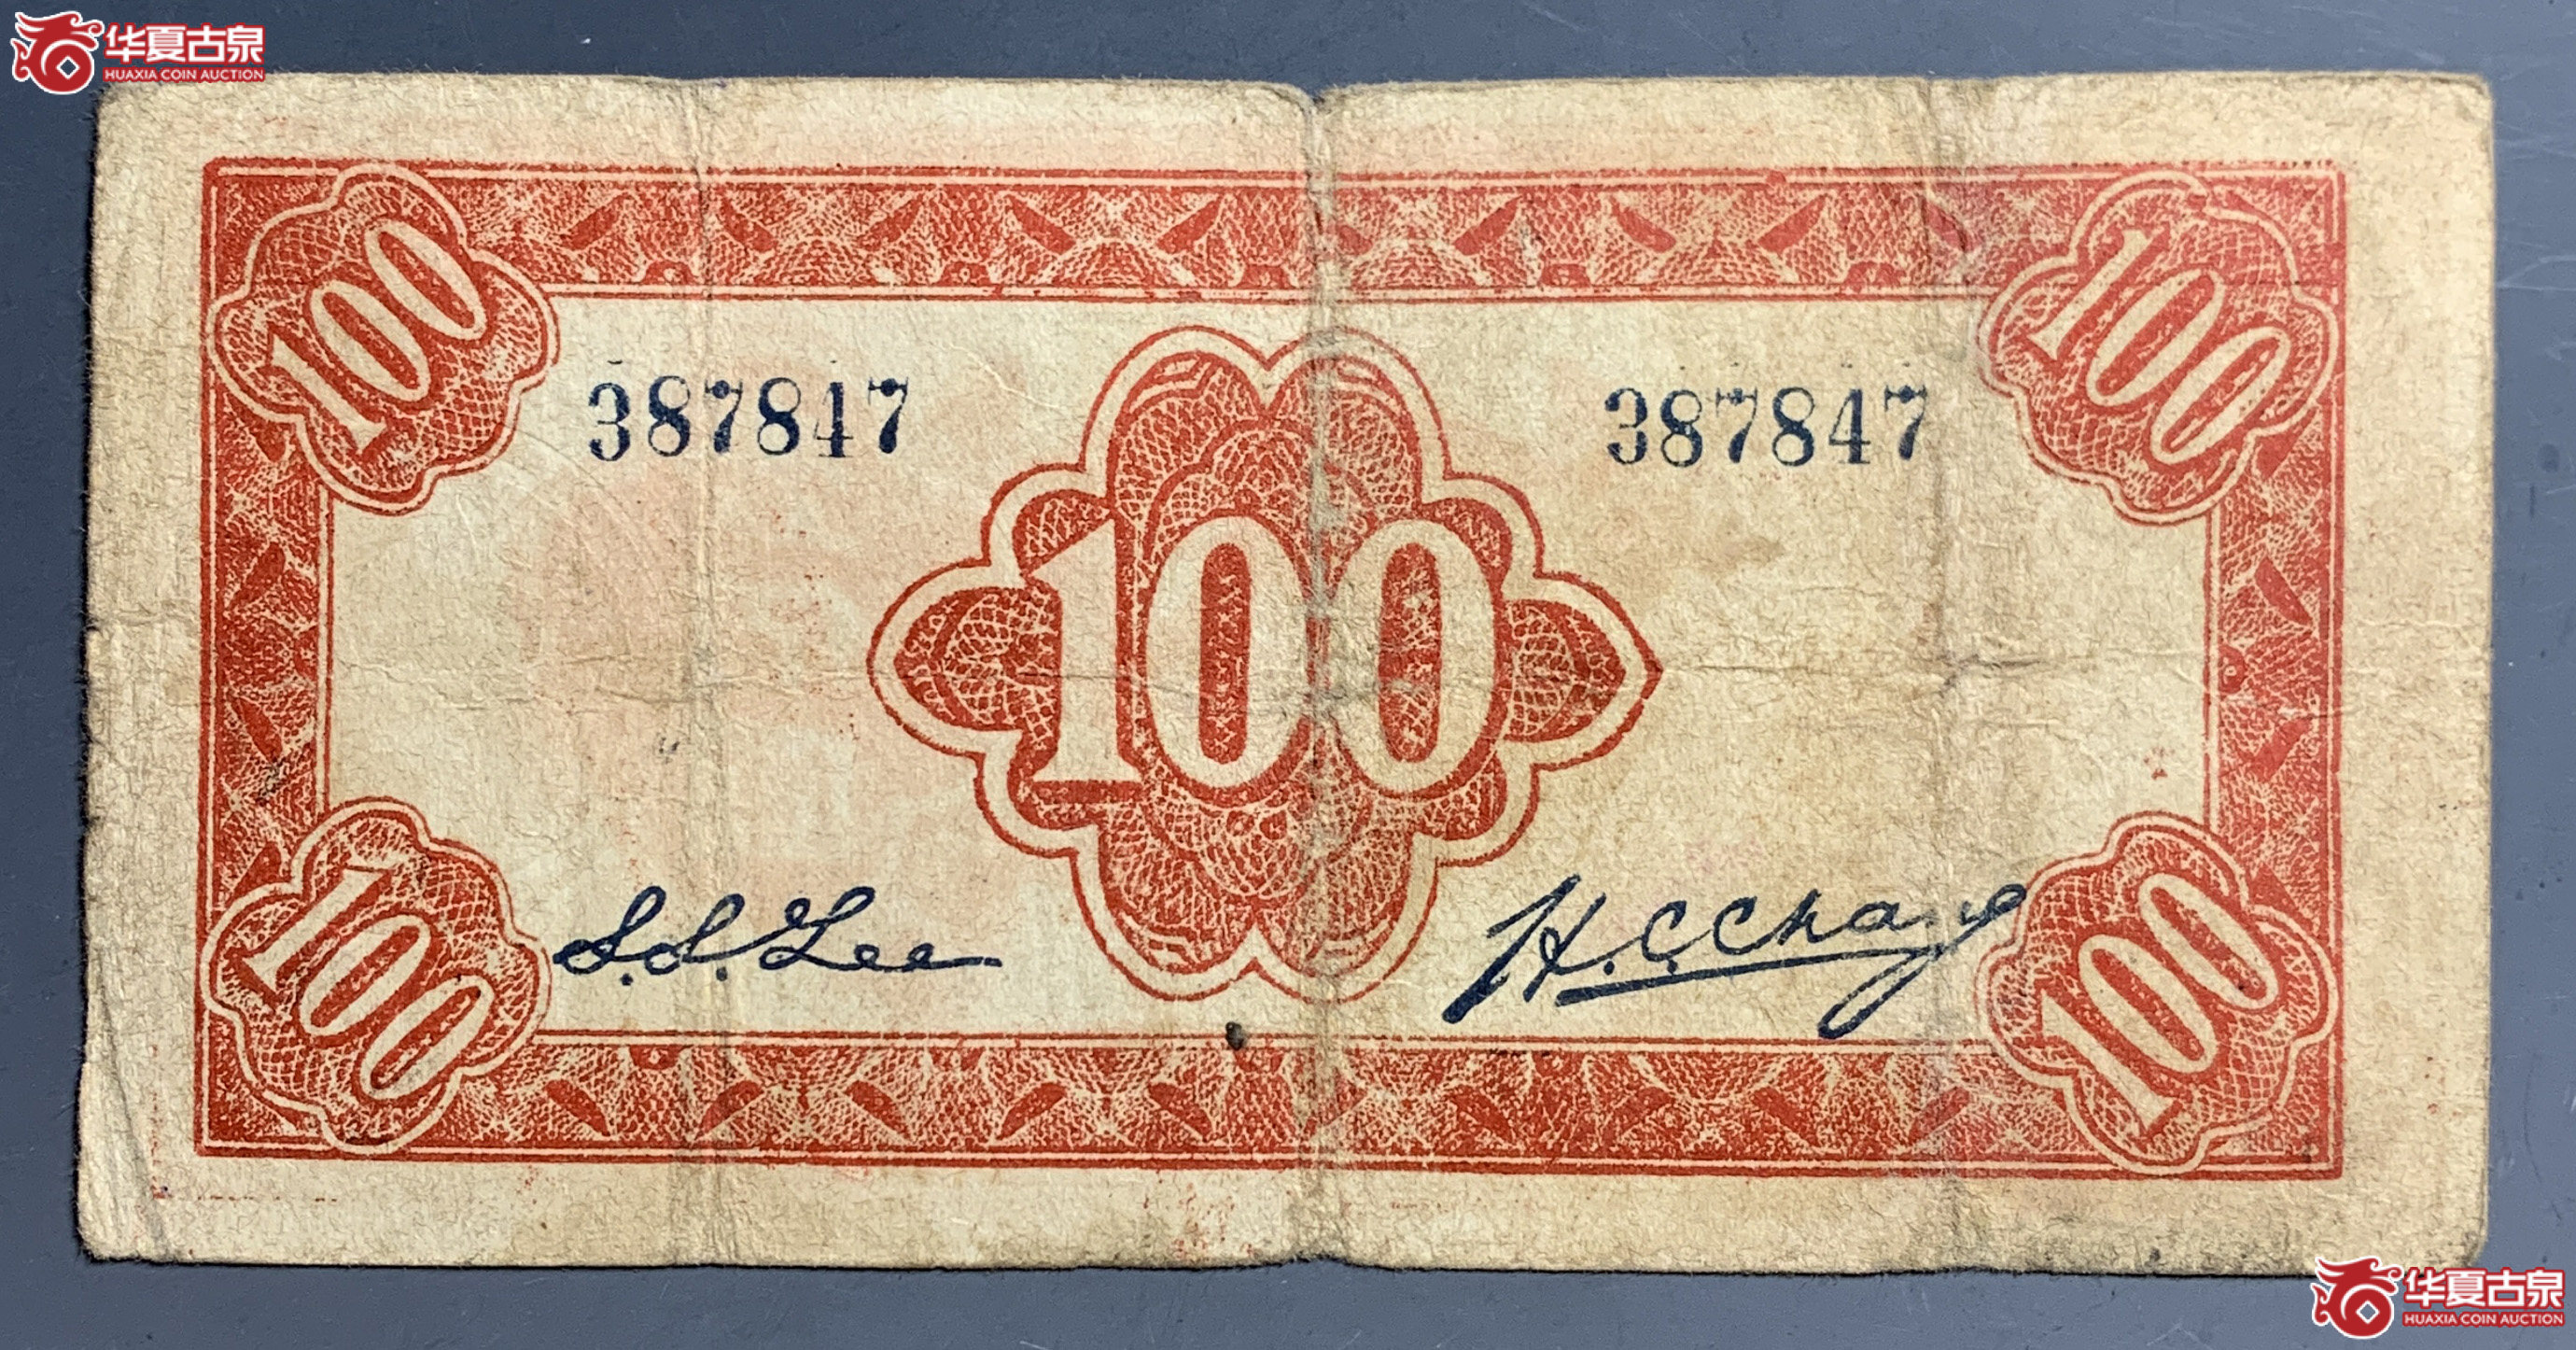 华夏古泉
HUAXIA COIN AUCTION
100 100
387847 387847
100
S. S. Lee H. C. Chang
100 100
华夏古泉
HUAXIA COIN AUCTION